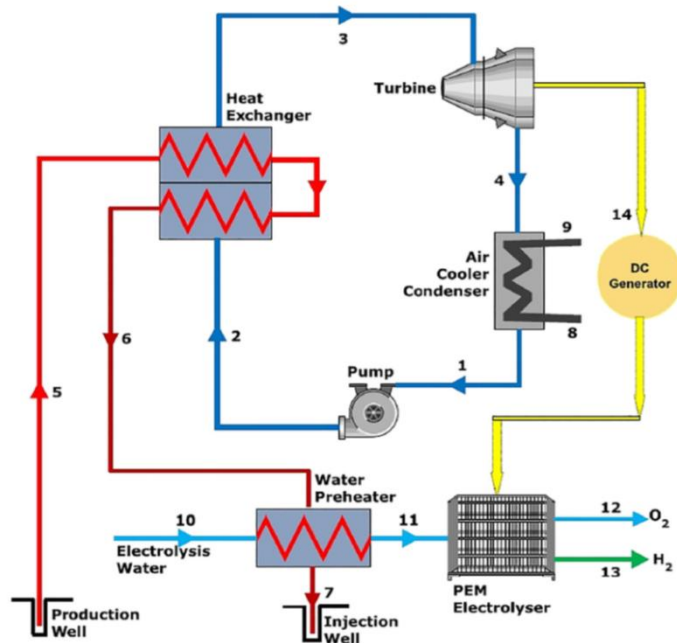 3
Turbine
Heat
Exchanger
4
14
9
Air
Cooler
Condenser
DC
Generator
8
6
2
1
Pump
5
Water
Preheater
10
11
12
O2
Electrolysis
Water
13
H2
7
PEM
Electrolyser
Production
Well
Injection
Well